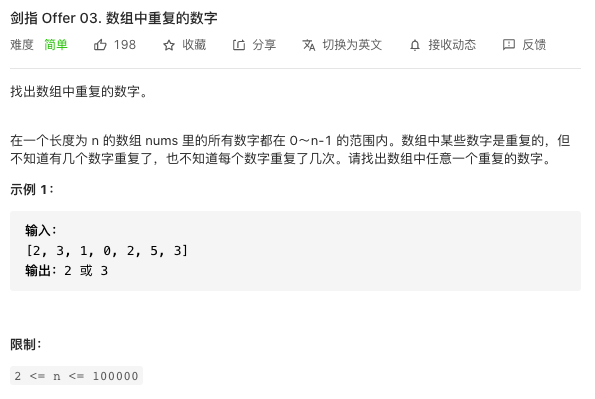 剑指 Offer 03. 数组中重复的数字
难度 简单 198 收藏 分享 切换为英文 接收动态 反馈
找出数组中重复的数字。
在一个长度为 n 的数组 nums 里的所有数字都在 0～n-1 的范围内。数组中某些数字是重复的，但
不知道有几个数字重复了，也不知道每个数字重复了几次。请找出数组中任意一个重复的数字。
示例 1：
输入：
[2, 3, 1, 0, 2, 5, 3]
输出：2 或 3
限制：
2 <= n <= 100000